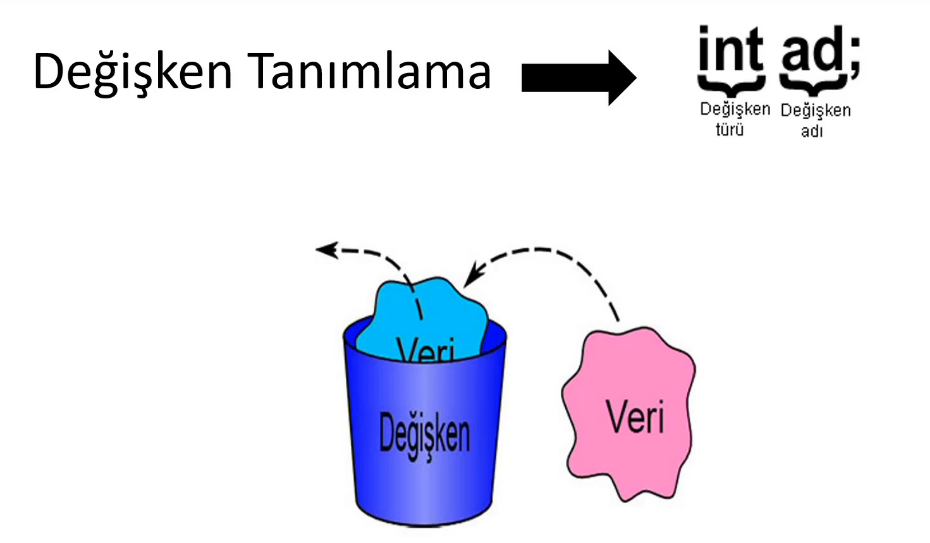 Değişken Tanımlama
int ad;
Değişken Değişken
türü adı
Veri
Değişken
Veri